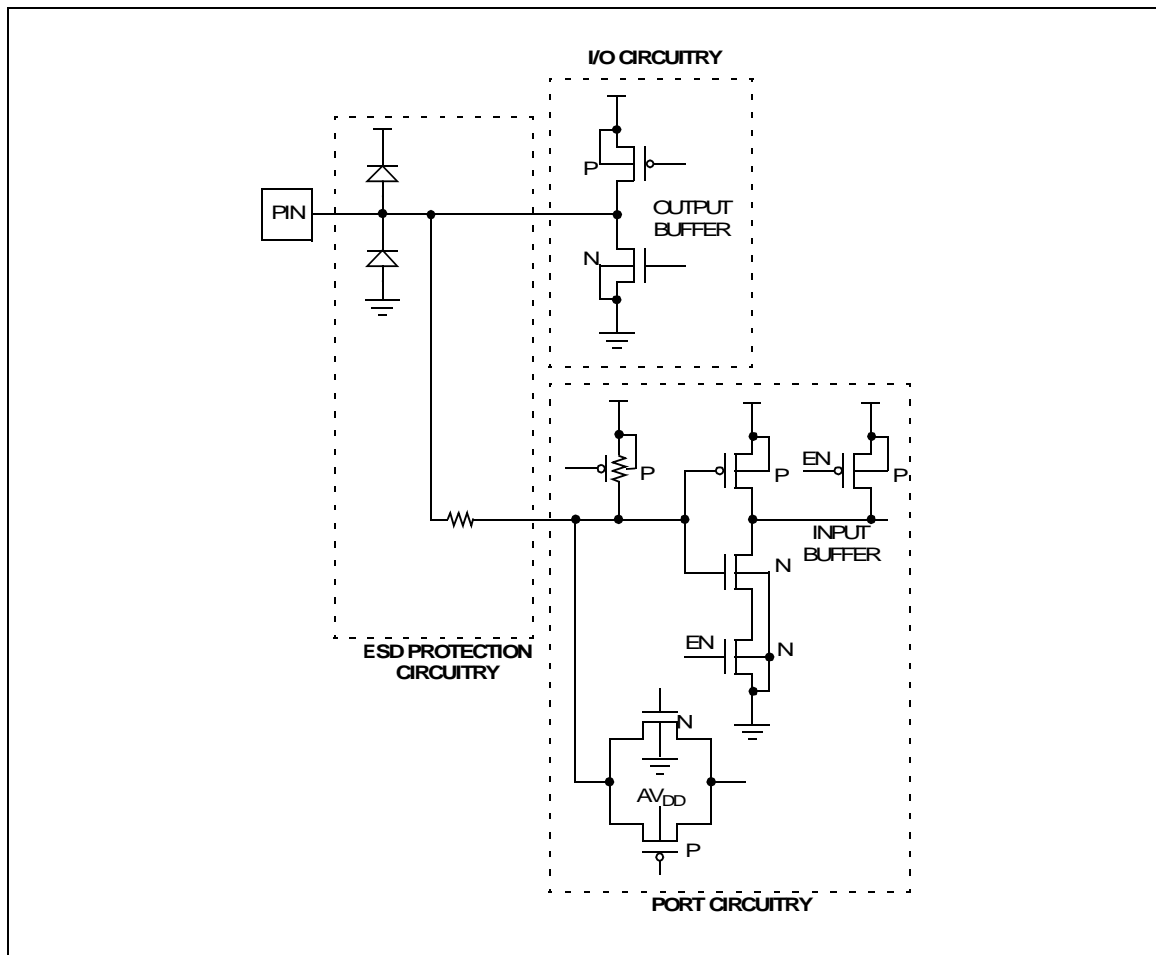 I/O CIRCUITRY
P
PIN
OUTPUT
BUFFER
N
EN
P
P
P
INPUT
BUFFER
N
EN
N
ESD PROTECTION
CIRCUITRY
N
AVDD
P
PORT CIRCUITRY